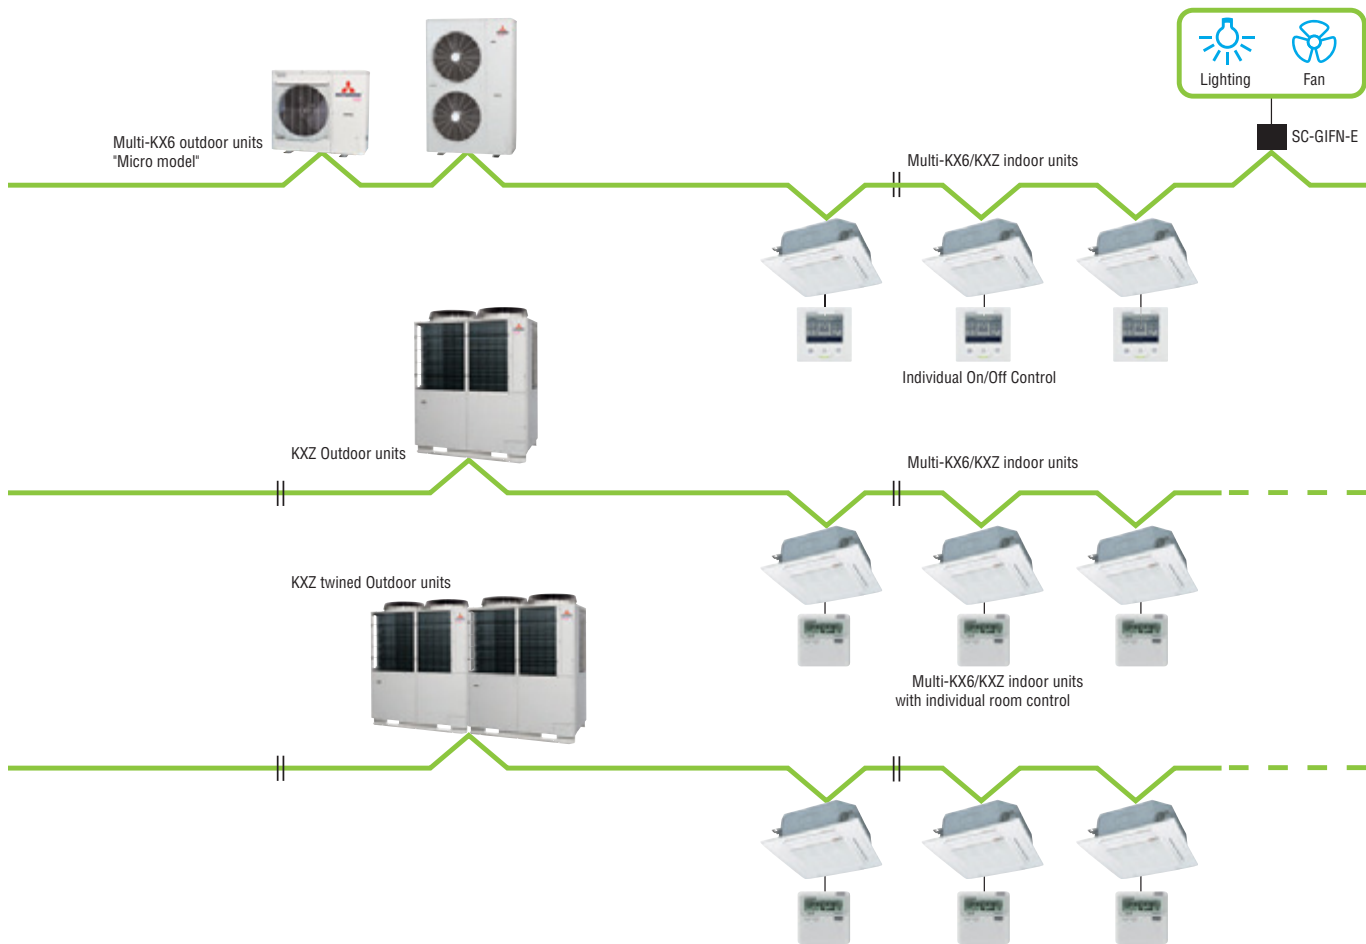 Lighting
Fan
Multi-KX6 outdoor units
"Micro model"
SC-GIFN-E
Multi-KX6/KXZ indoor units
Individual On/Off Control
KXZ Outdoor units
Multi-KX6/KXZ indoor units
KXZ twined Outdoor units
Multi-KX6/KXZ indoor units
with individual room control